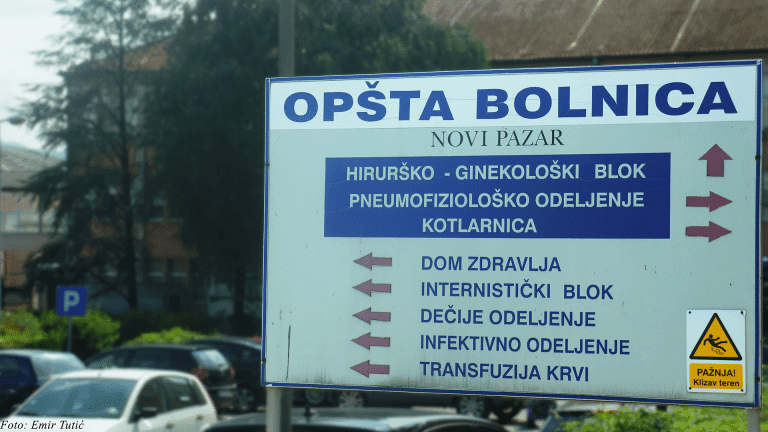 OPŠTA BOLNICA
NOVI PAZAR
HIRURŠKO - GINEKOLOŠKI BLOK
PNEUMOFIZIOLOŠKO ODELJENJE
KOTLARNICA
DOM ZDRAVLJA
INTERNISTIČKI BLOK
DEČIJE ODELJENJE
INFEKTIVNO ODELJENJE
TRANSFUZIJA KRVI
P
PAŽNJA!
Klizav teren
Foto: Emir Tutić